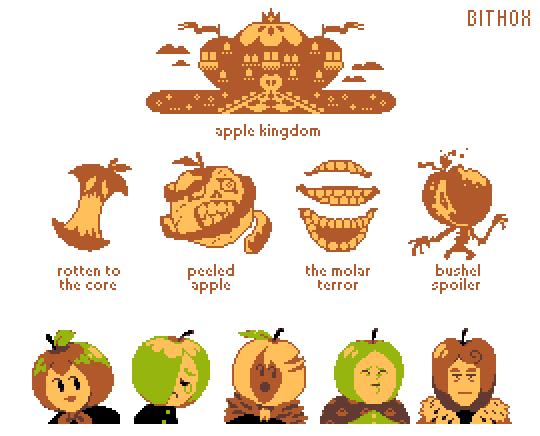 BITHOX
apple kingdom
rotten to
the core
peeled
apple
the molar
terror
bushel
spoiler